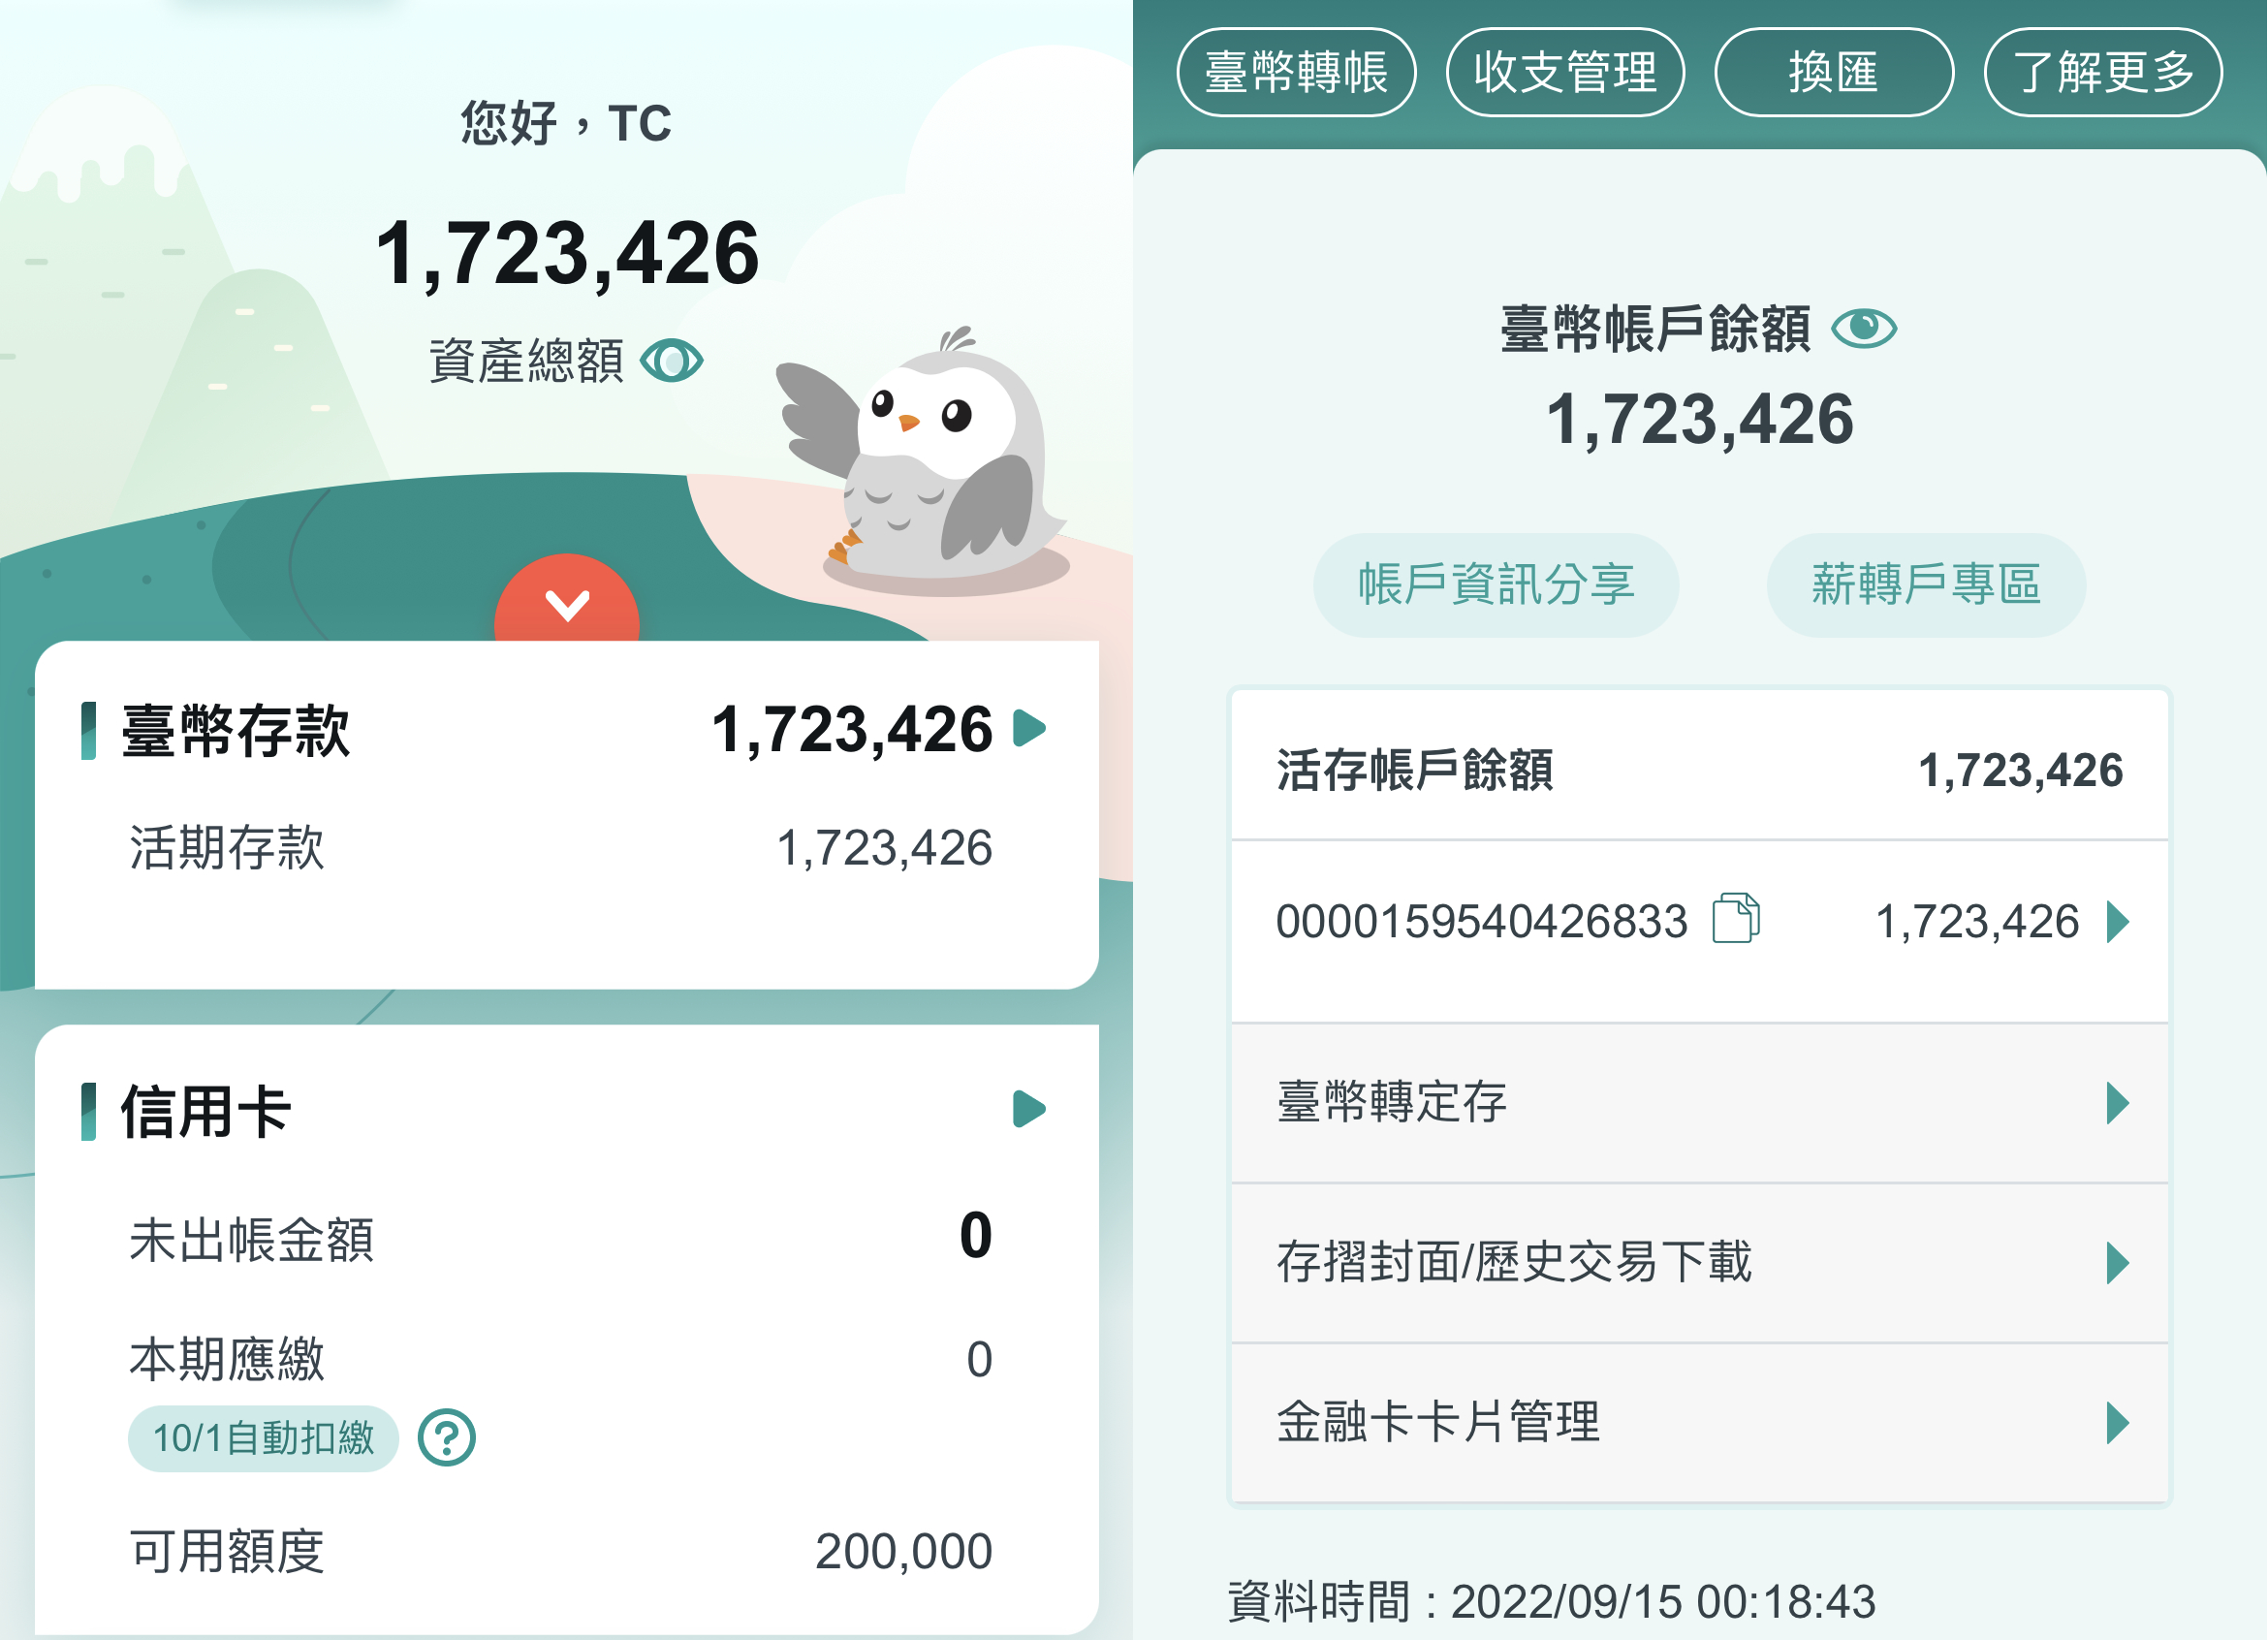 您好，TC
1,723,426
資產總額
臺幣存款 1,723,426
活期存款 1,723,426
信用卡
未出帳金額 0
本期應繳 0
10/1自動扣繳 ?
可用額度 200,000
臺幣轉帳 收支管理 換匯 了解更多
臺幣帳戶餘額
1,723,426
帳戶資訊分享 薪轉戶專區
活存帳戶餘額 1,723,426
0000159540426833 1,723,426
臺幣轉定存
存摺封面/歷史交易下載
金融卡卡片管理
資料時間 : 2022/09/15 00:18:43